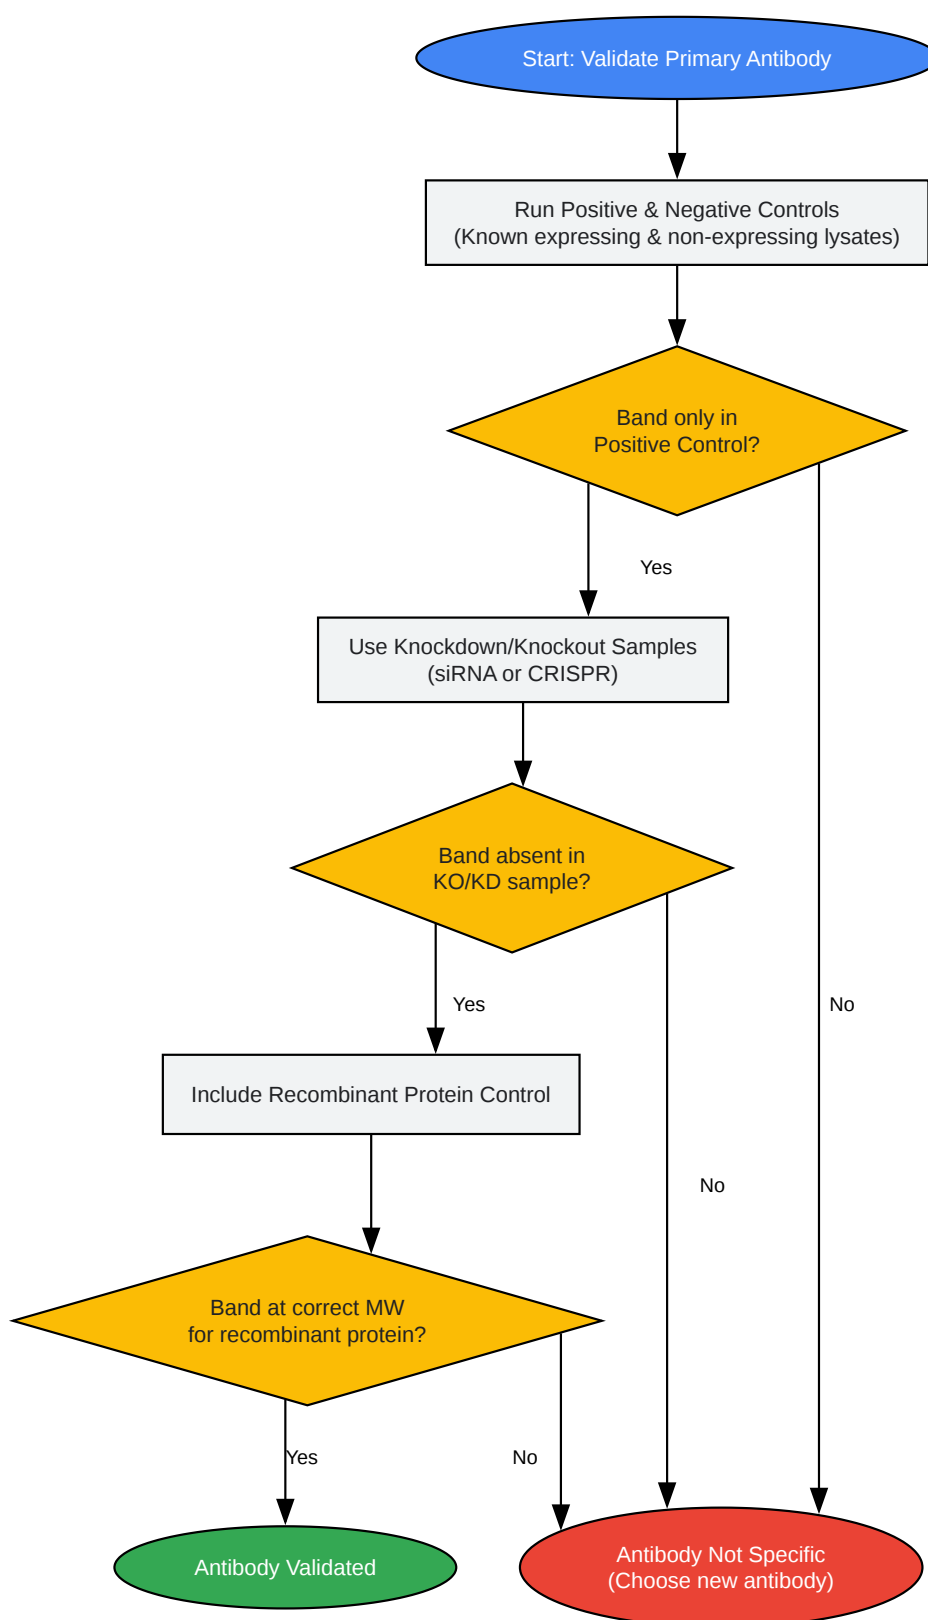 Start: Validate Primary Antibody
Run Positive & Negative Controls
(Known expressing & non-expressing lysates)
Band only in
Positive Control?
Yes
Use Knockdown/Knockout Samples
(siRNA or CRISPR)
Band absent in
KO/KD sample?
Yes
No
Include Recombinant Protein Control
No
Band at correct MW
for recombinant protein?
Yes
No
Antibody Validated
Antibody Not Specific
(Choose new antibody)